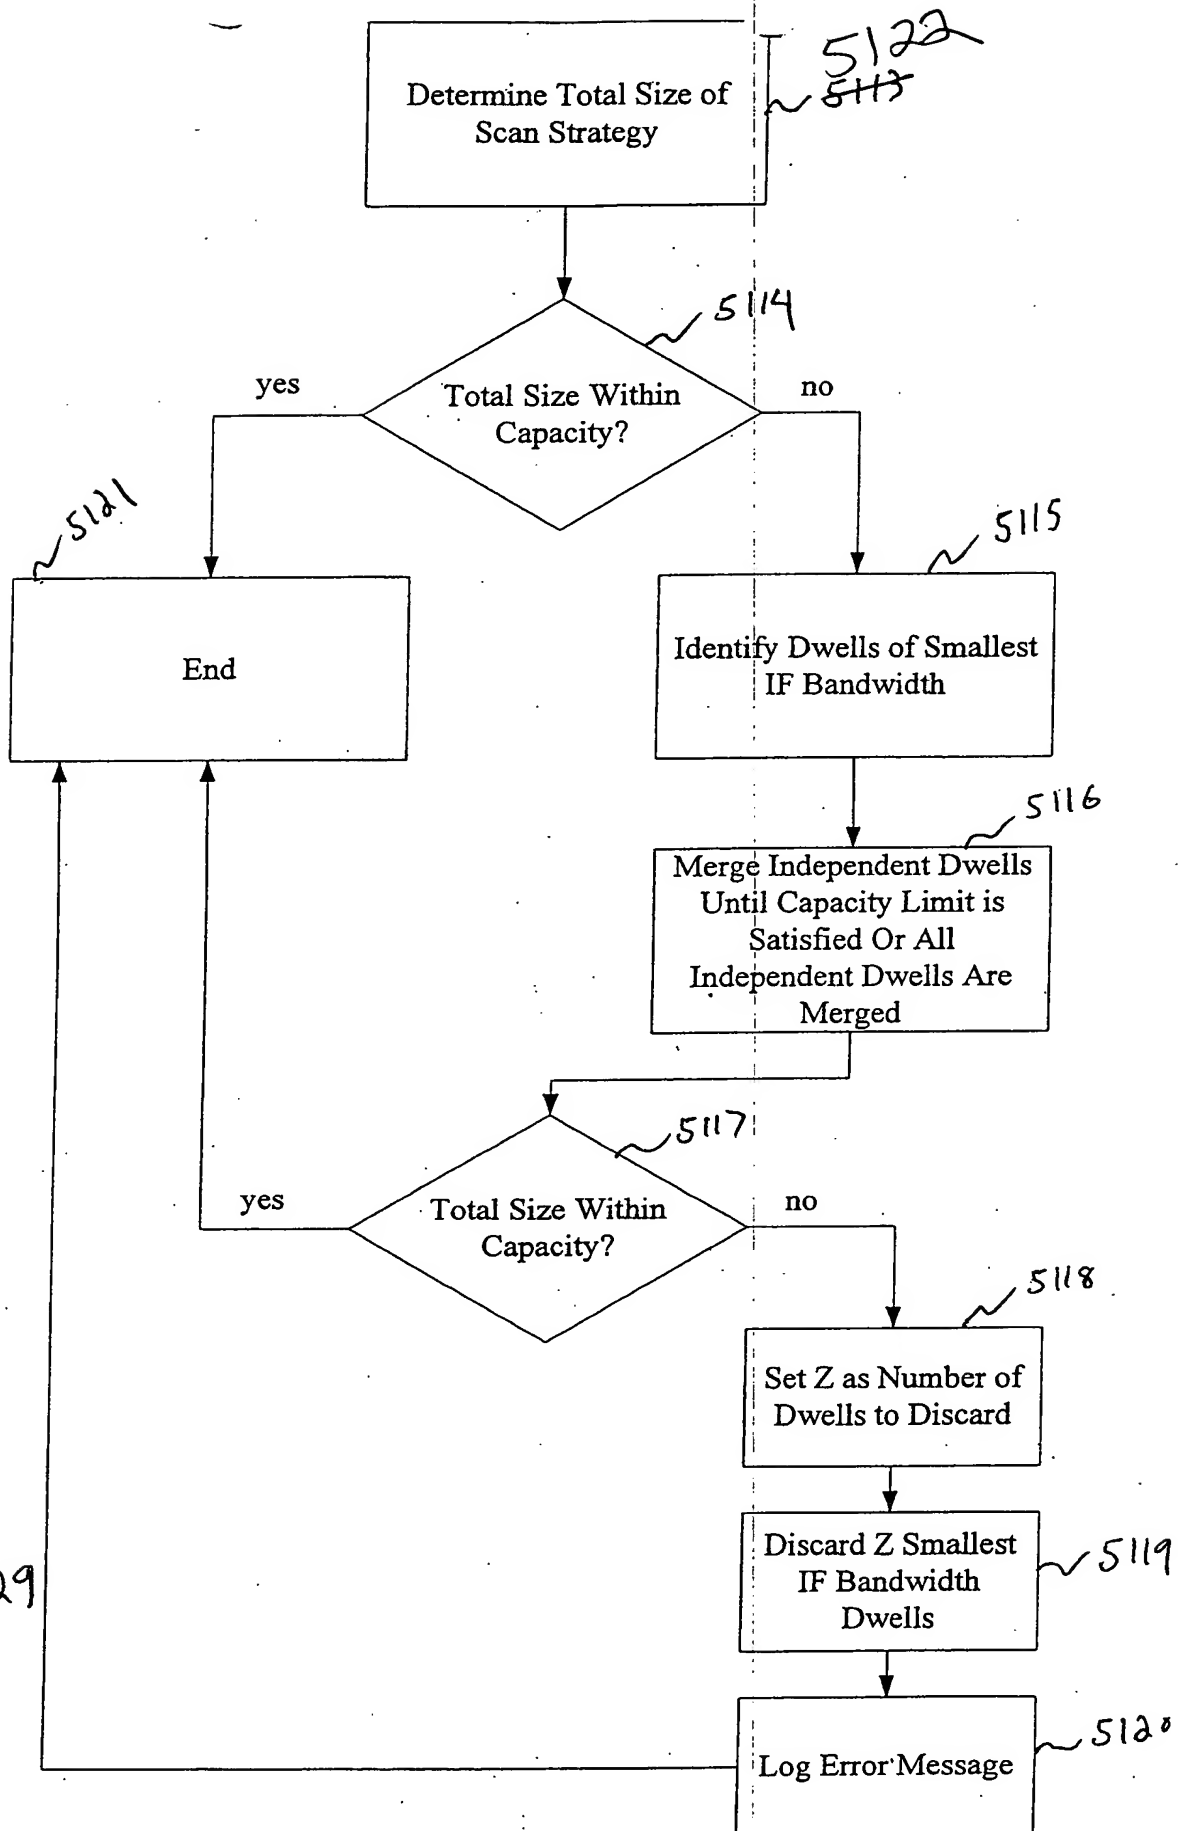 5122
5113
Determine Total Size of
Scan Strategy
5114
yes
Total Size Within
Capacity?
no
5121
5115
End
Identify Dwells of Smallest
IF Bandwidth
5116
Merge Independent Dwells
Until Capacity Limit is
Satisfied Or All
Independent Dwells Are
Merged
5117
yes
Total Size Within
Capacity?
no
5118
Set Z as Number of
Dwells to Discard
Discard Z Smallest
IF Bandwidth
Dwells
5119
29
5120
Log Error Message